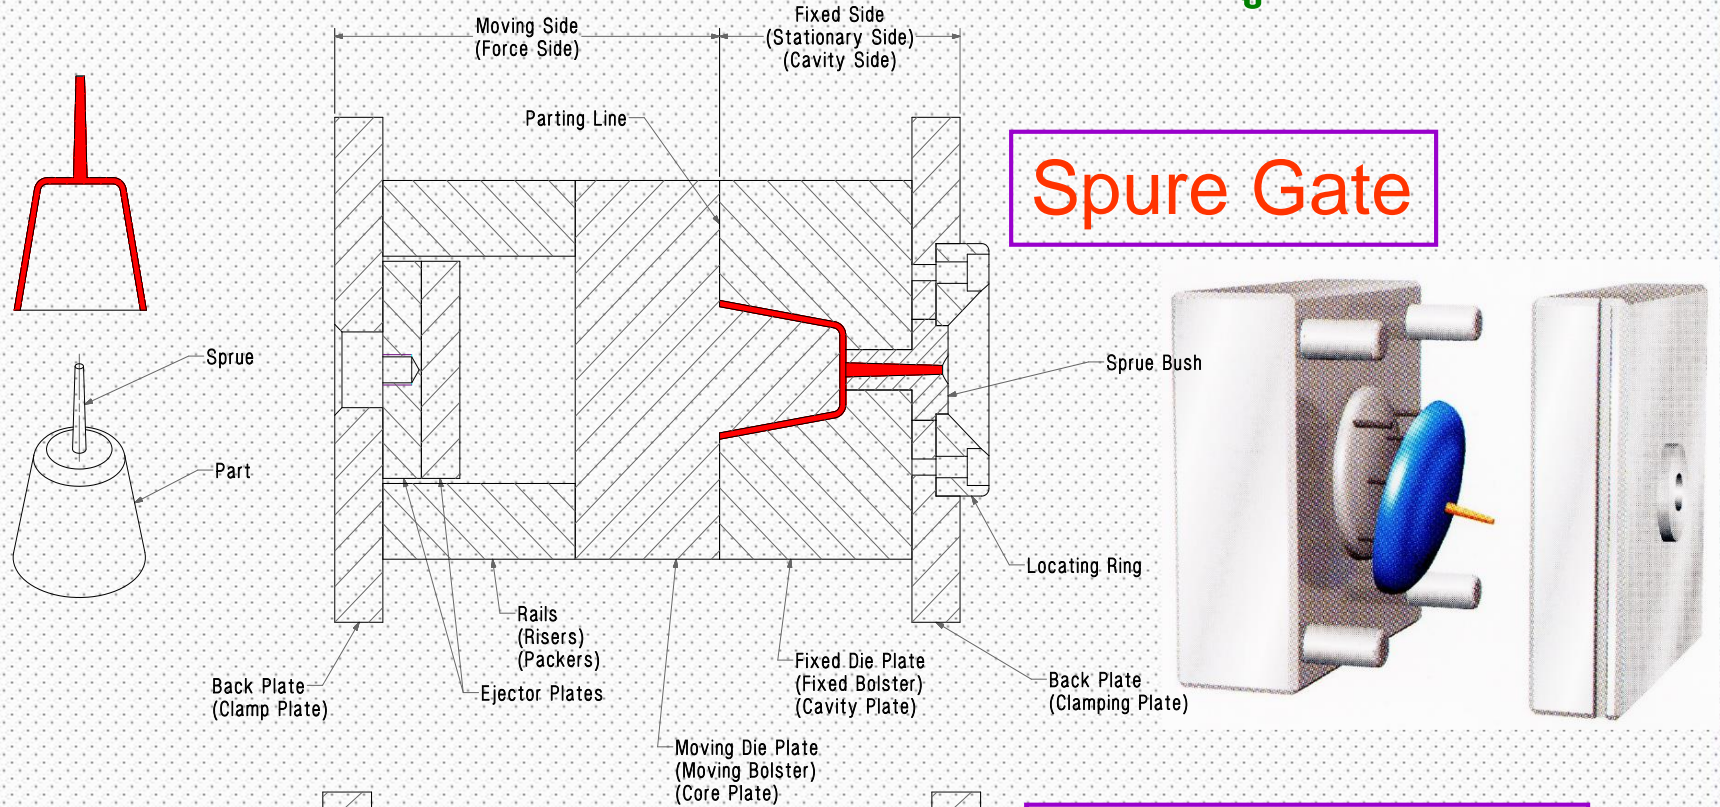 Moving Side
(Force Side)
Fixed Side
(Stationary Side)
(Cavity Side)
Parting Line
Spure Gate
Sprue
Sprue Bush
Part
Locating Ring
Rails
(Risers)
(Packers)
Fixed Die Plate
(Fixed Bolster)
(Cavity Plate)
Back Plate
(Clamp Plate)
Ejector Plates
Back Plate
(Clamping Plate)
Moving Die Plate
(Moving Bolster)
(Core Plate)